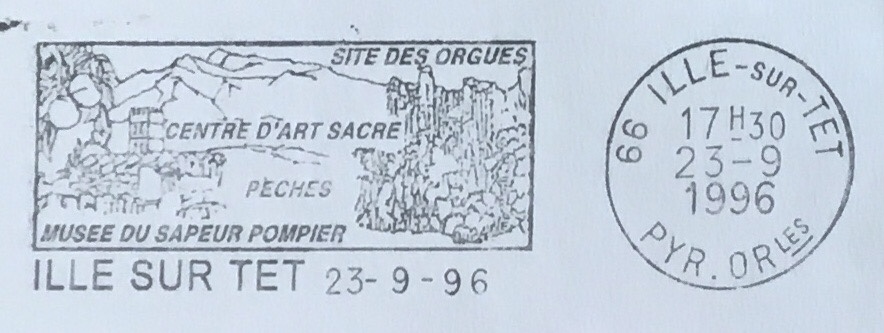 SITE DES ORGUES
CENTRE D'ART SACRE
PECHES
MUSEE DU SAPEUR POMPIER
ILLE SUR TET 23-9-96
66 ILLE-SUR-TET
17H30
23-9
1996
PYR. ORLES